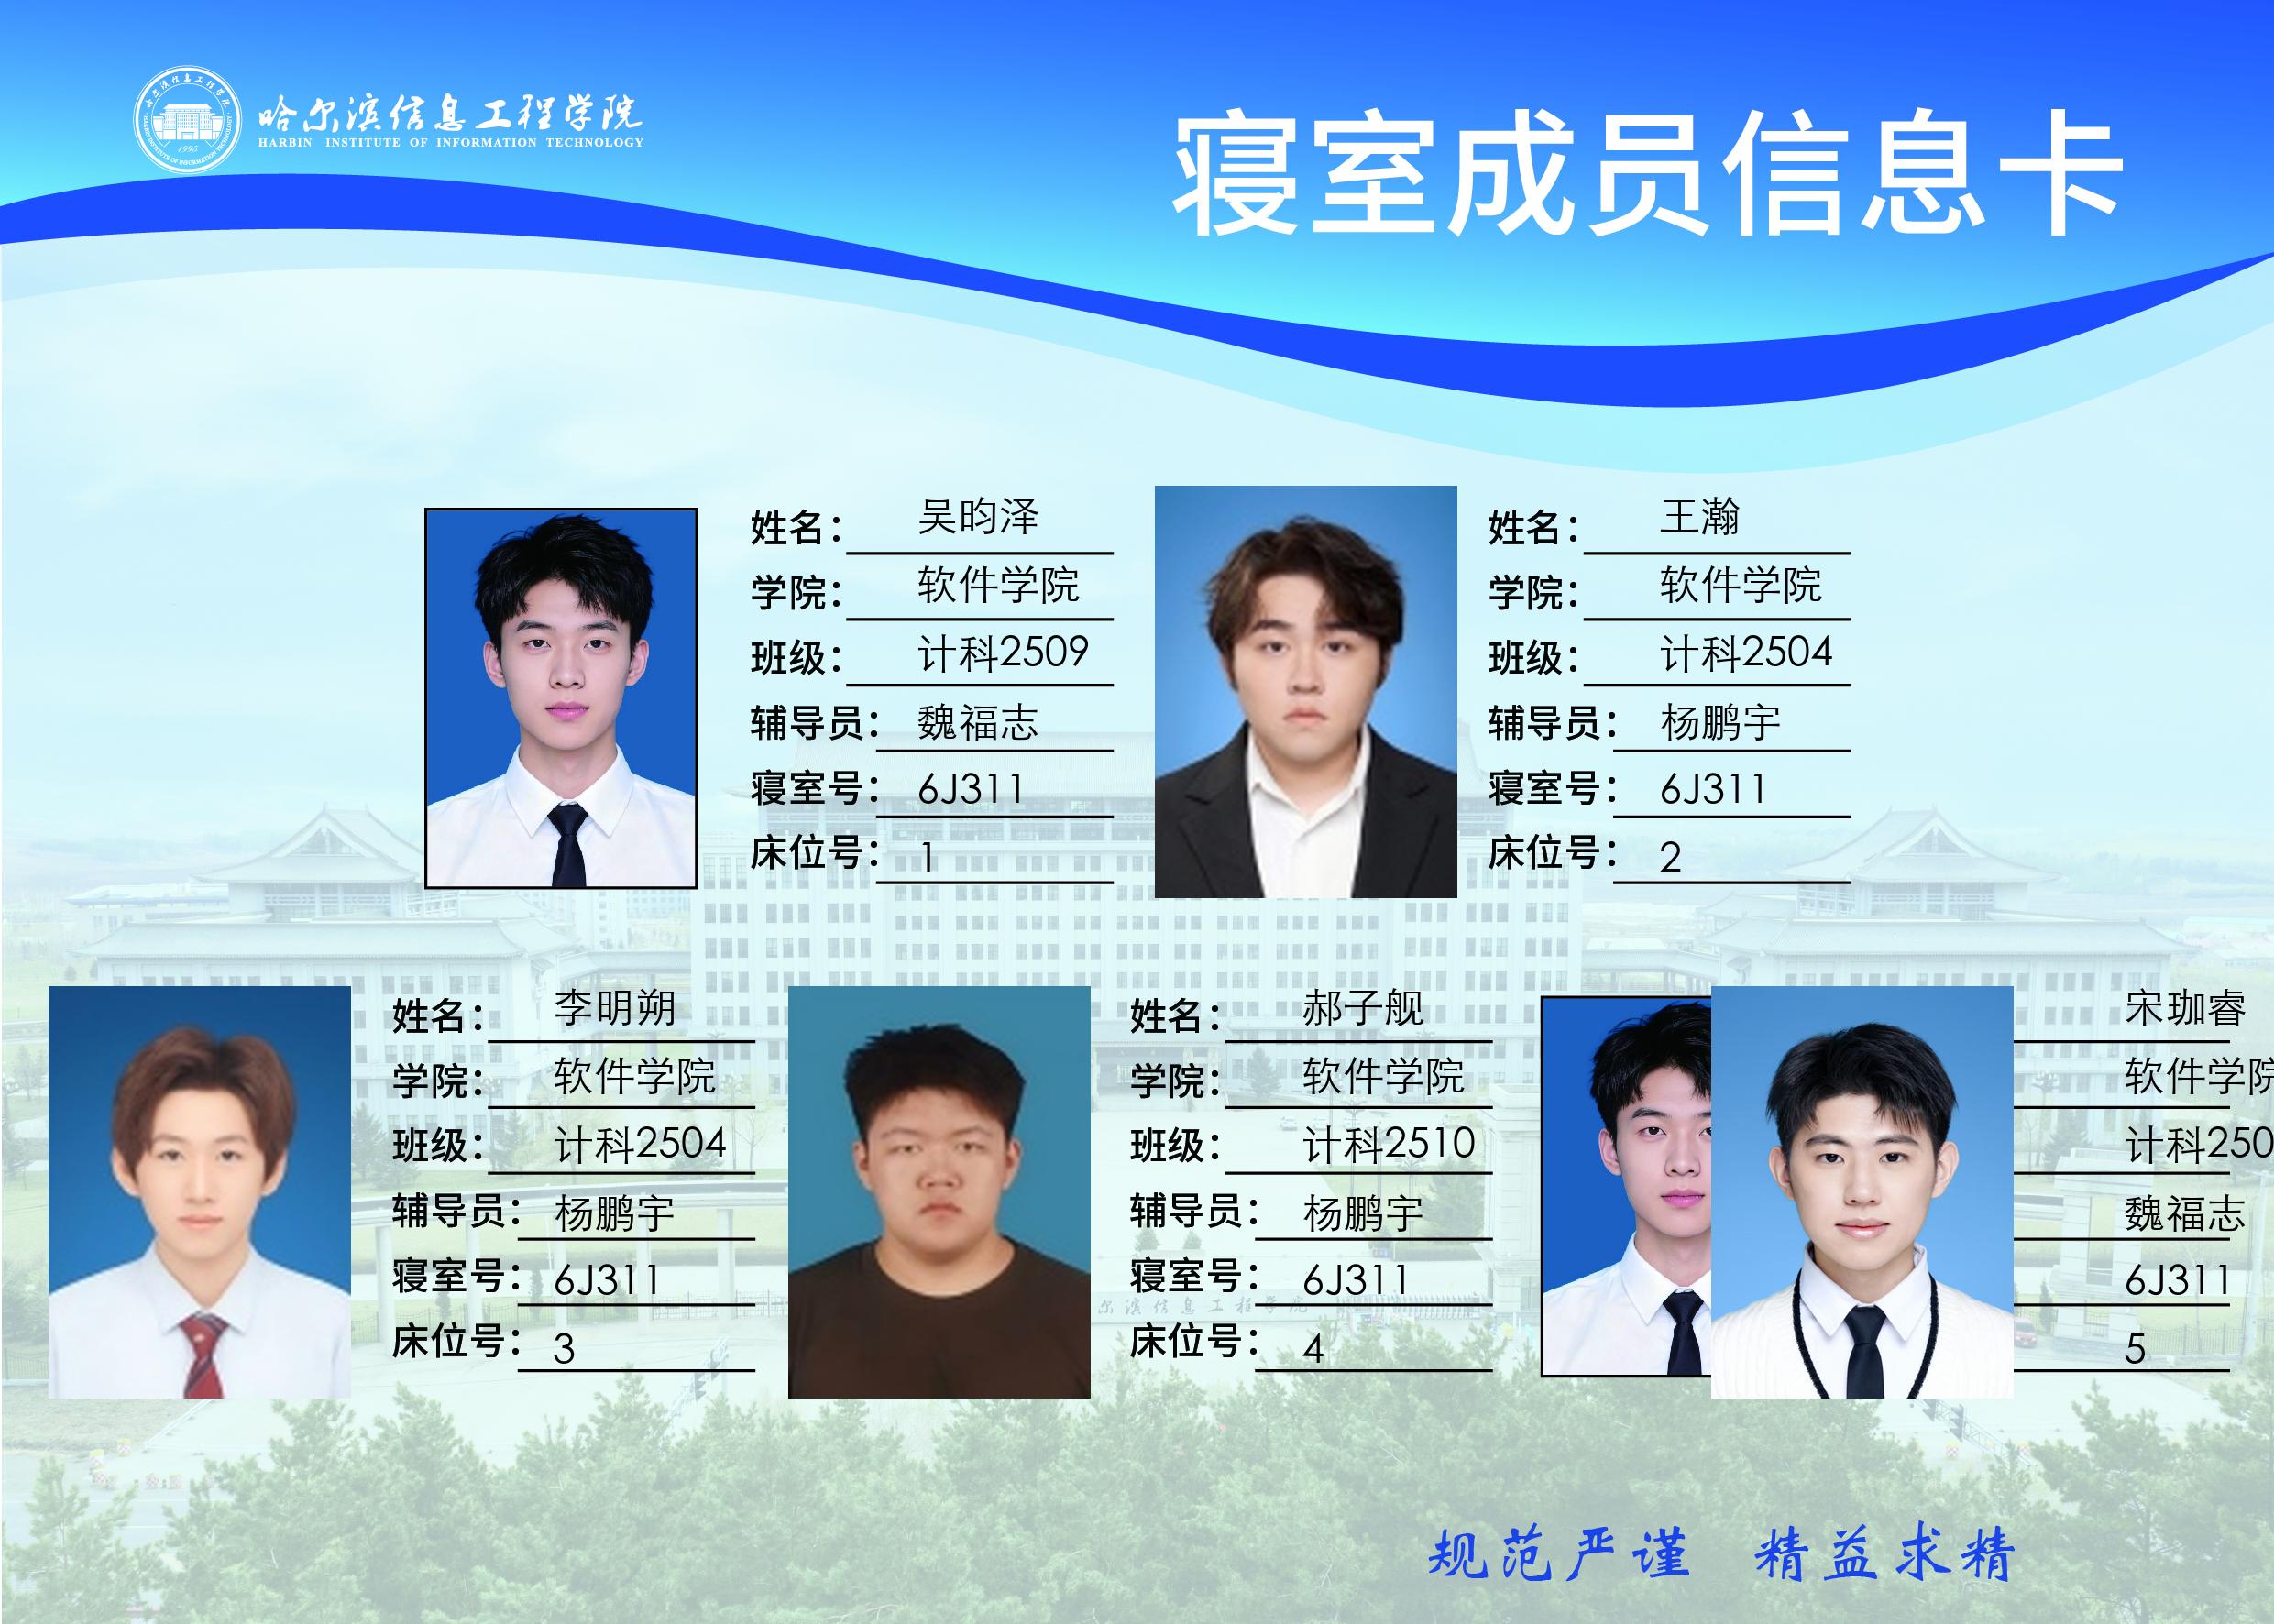 哈尔滨信息工程学院
HARBIN INSTITUTE OF INFORMATION TECHNOLOGY
1995
寝室成员信息卡
姓名： 吴昀泽
学院： 软件学院
班级： 计科2509
辅导员： 魏福志
寝室号： 6J311
床位号： 1
姓名： 王瀚
学院： 软件学院
班级： 计科2504
辅导员： 杨鹏宇
寝室号： 6J311
床位号： 2
姓名： 李明朔
学院： 软件学院
班级： 计科2504
辅导员： 杨鹏宇
寝室号： 6J311
床位号： 3
姓名： 郝子舰
学院： 软件学院
班级： 计科2510
辅导员： 杨鹏宇
寝室号： 6J311
床位号： 4
宋珈睿
软件学院
计科250
魏福志
6J311
5
规范严谨 精益求精